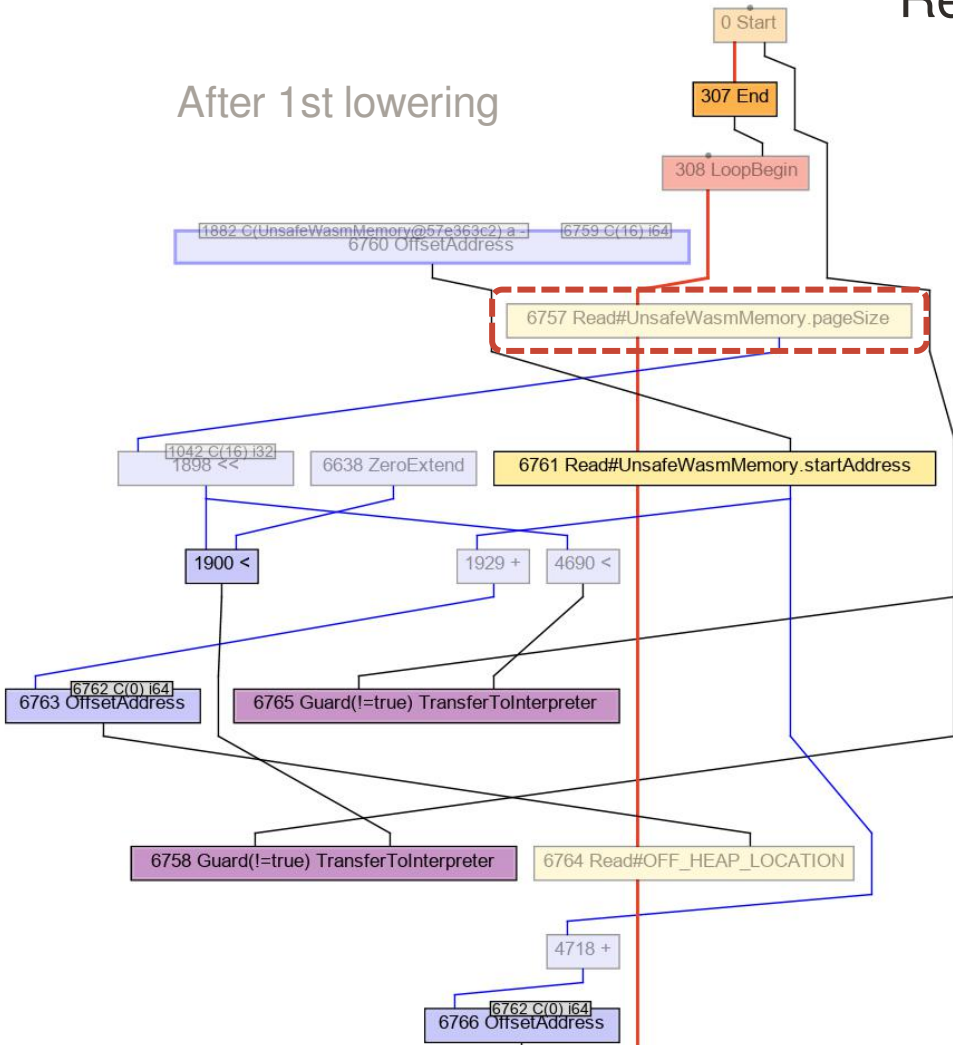 Re
0 Start
After 1st lowering
307 End
308 LoopBegin
1882 C(UnsafeWasmMemory@57e363c2) a - 6759 C(16) i64
6760 OffsetAddress
6757 Read#UnsafeWasmMemory.pageSize
1042 C(16) i32
1898 << 6638 ZeroExtend 6761 Read#UnsafeWasmMemory.startAddress
1900 < 1929 + 4690 <
6762 C(0) i64
6763 OffsetAddress 6765 Guard(!=true) TransferToInterpreter
6758 Guard(!=true) TransferToInterpreter 6764 Read#OFF_HEAP_LOCATION
4718 +
6762 C(0) i64
6766 OffsetAddress